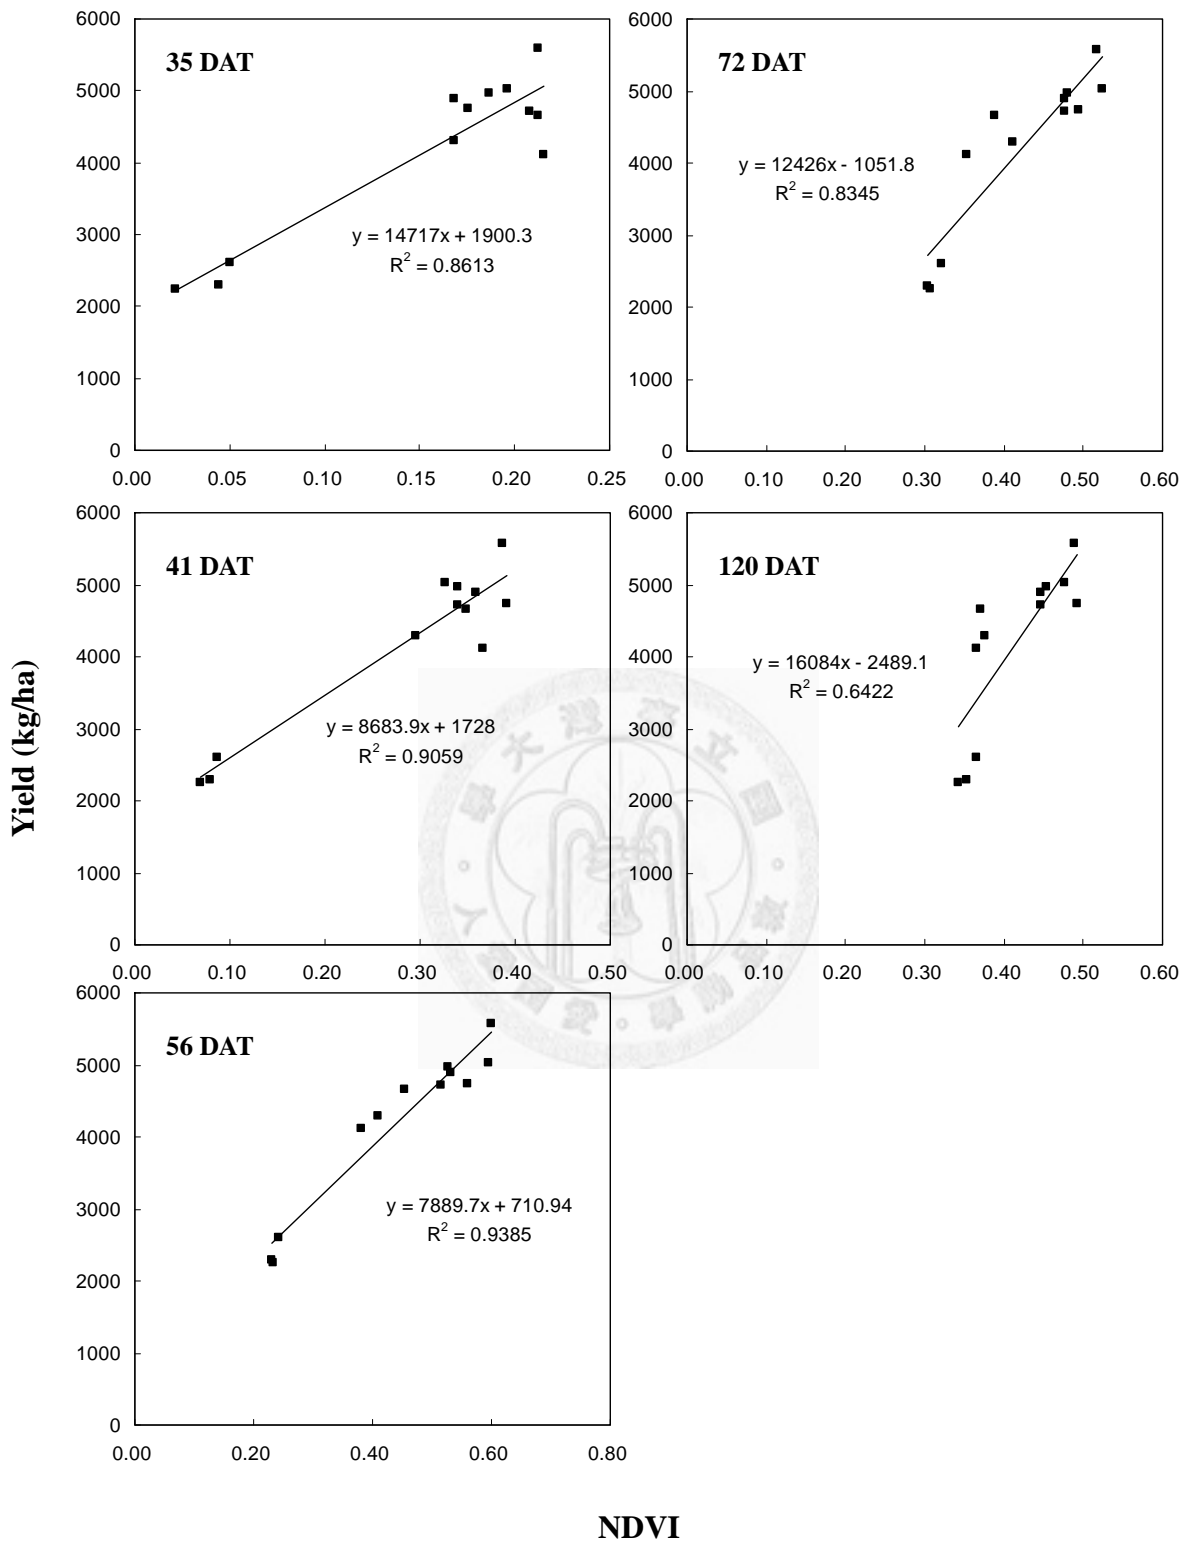 6000
5000
4000
3000
2000
1000
0
35 DAT
y = 14717x + 1900.3
R² = 0.8613
0.00 0.05 0.10 0.15 0.20 0.25
6000
5000
4000
3000
2000
1000
0
72 DAT
y = 12426x - 1051.8
R² = 0.8345
0.00 0.10 0.20 0.30 0.40 0.50 0.60
6000
5000
4000
3000
2000
1000
0
41 DAT
y = 8683.9x + 1728
R² = 0.9059
0.00 0.10 0.20 0.30 0.40 0.50
6000
5000
4000
3000
2000
1000
0
120 DAT
y = 16084x - 2489.1
R² = 0.6422
0.00 0.10 0.20 0.30 0.40 0.50 0.60
Yield (kg/ha)
6000
5000
4000
3000
2000
1000
0
56 DAT
y = 7889.7x + 710.94
R² = 0.9385
0.00 0.20 0.40 0.60 0.80
NDVI